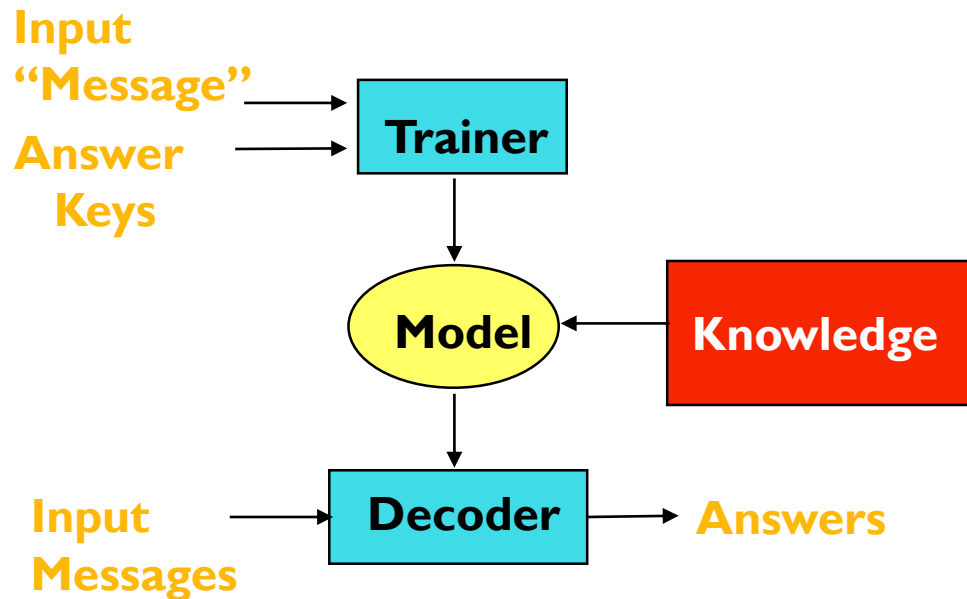 Input
“Message”
Trainer
Answer
Keys
Model
Knowledge
Decoder
Input
Messages
Answers